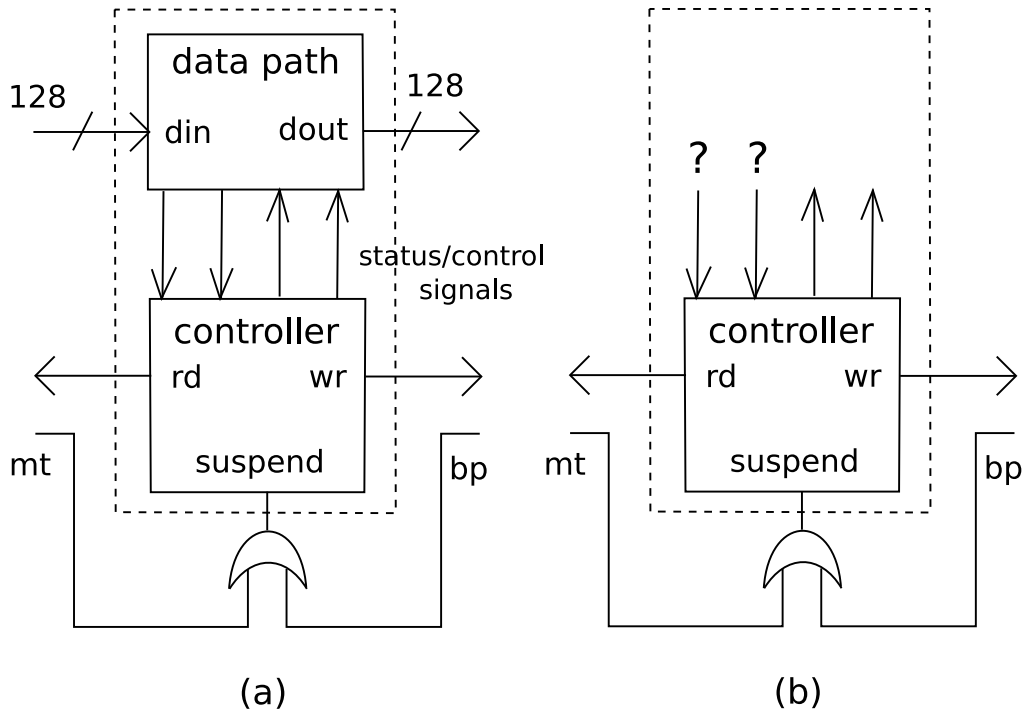 data path
128
128
din
dout
status/control
signals
controller
rd
wr
suspend
mt
bp
(a)
?
?
controller
rd
wr
suspend
mt
bp
(b)